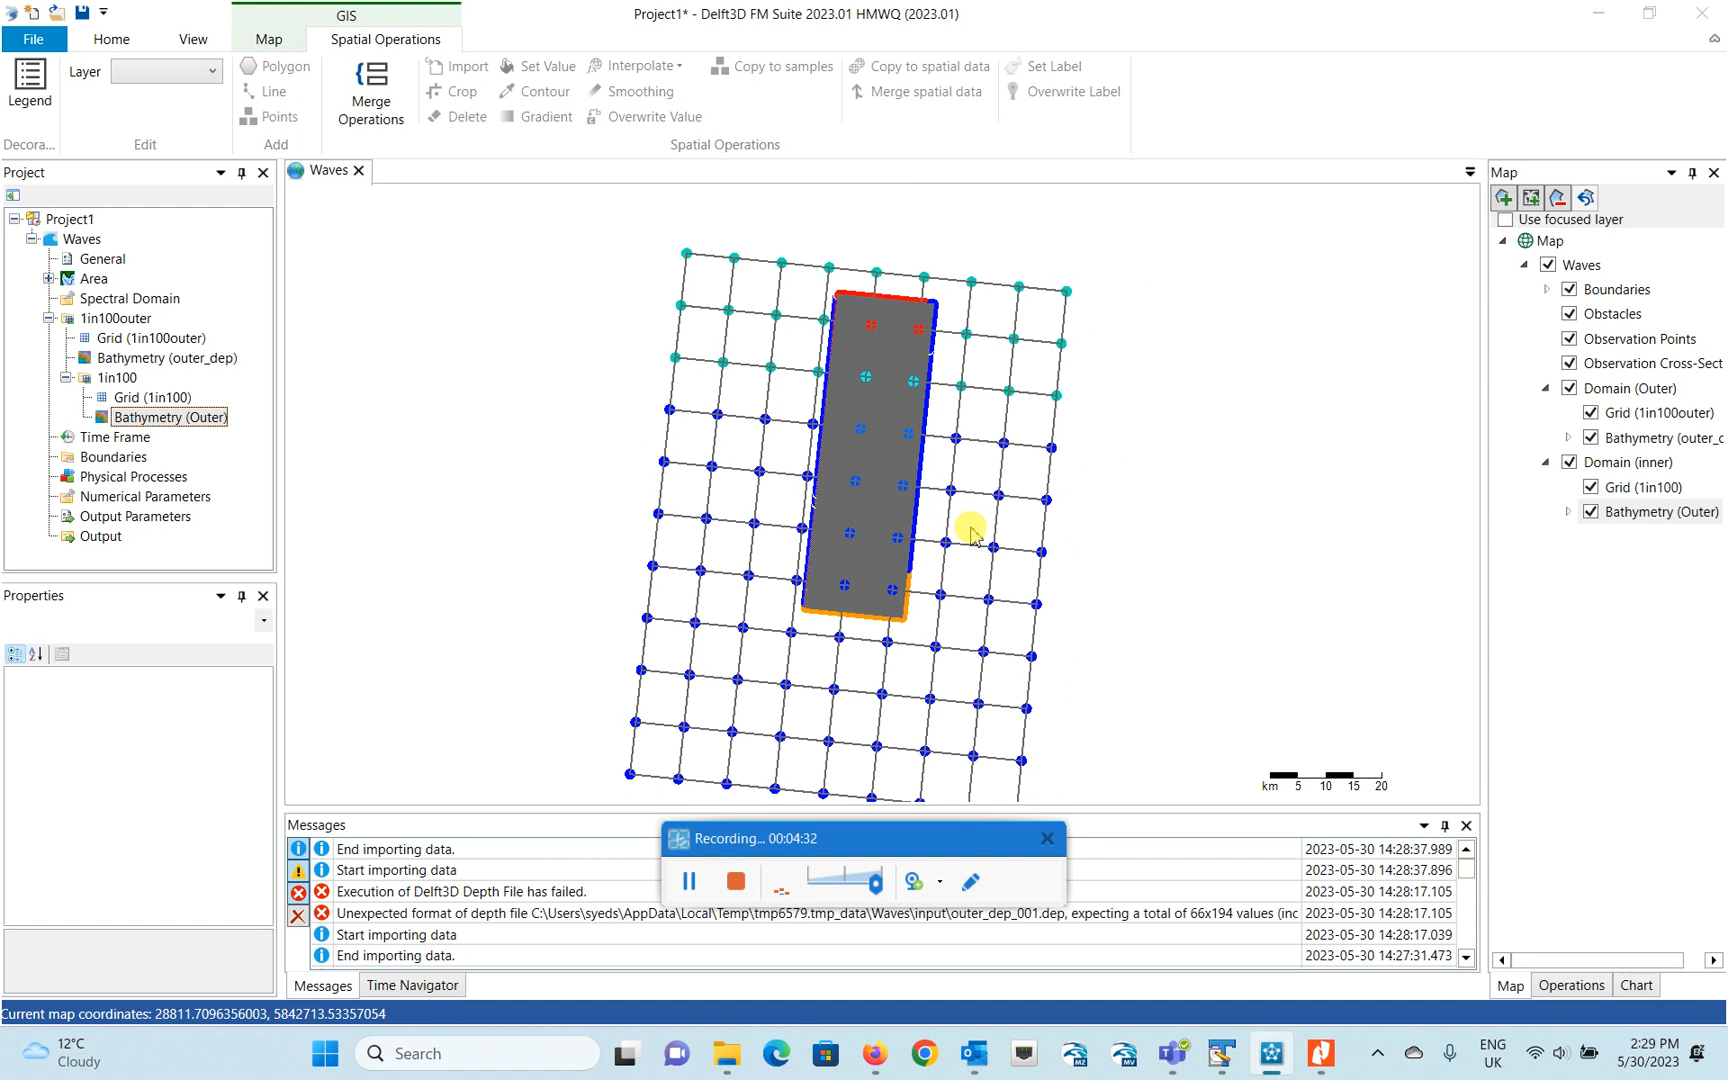 Project1* - Delft3D FM Suite 2023.01 HMWQ (2023.01)
GIS
File
Home
View
Map
Spatial Operations
Legend
Layer
Polygon
Line
Points
Merge
Operations
Import
Crop
Delete
Set Value
Contour
Gradient
Interpolate
Smoothing
Overwrite Value
Copy to samples
Copy to spatial data
Merge spatial data
Set Label
Overwrite Label
Decora...
Edit
Add
Spatial Operations
Project
Project1
Waves
General
Area
Spectral Domain
1in100outer
Grid (1in100outer)
Bathymetry (outer_dep)
1in100
Grid (1in100)
Bathymetry (Outer)
Time Frame
Boundaries
Physical Processes
Numerical Parameters
Output Parameters
Output
Properties
Waves
km 5 10 15 20
Map
Use focused layer
Map
Waves
Boundaries
Obstacles
Observation Points
Observation Cross-Sect
Domain (Outer)
Grid (1in100outer)
Bathymetry (outer_c
Domain (inner)
Grid (1in100)
Bathymetry (Outer)
Messages
End importing data. 2023-05-30 14:28:37.989
Start importing data 2023-05-30 14:28:37.896
Execution of Delft3D Depth File has failed. 2023-05-30 14:28:17.105
Unexpected format of depth file C:\Users\syeds\AppData\Local\Temp\tmp6579.tmp_data\Waves\input\outer_dep_001.dep, expecting a total of 66x194 values (inc 2023-05-30 14:28:17.105
Start importing data 2023-05-30 14:28:17.039
End importing data. 2023-05-30 14:27:31.473
Recording... 00:04:32
Messages
Time Navigator
Map
Operations
Chart
Current map coordinates: 28811.7096356003, 5842713.53357054
12°C
Cloudy
Search
ENG
UK
2:29 PM
5/30/2023